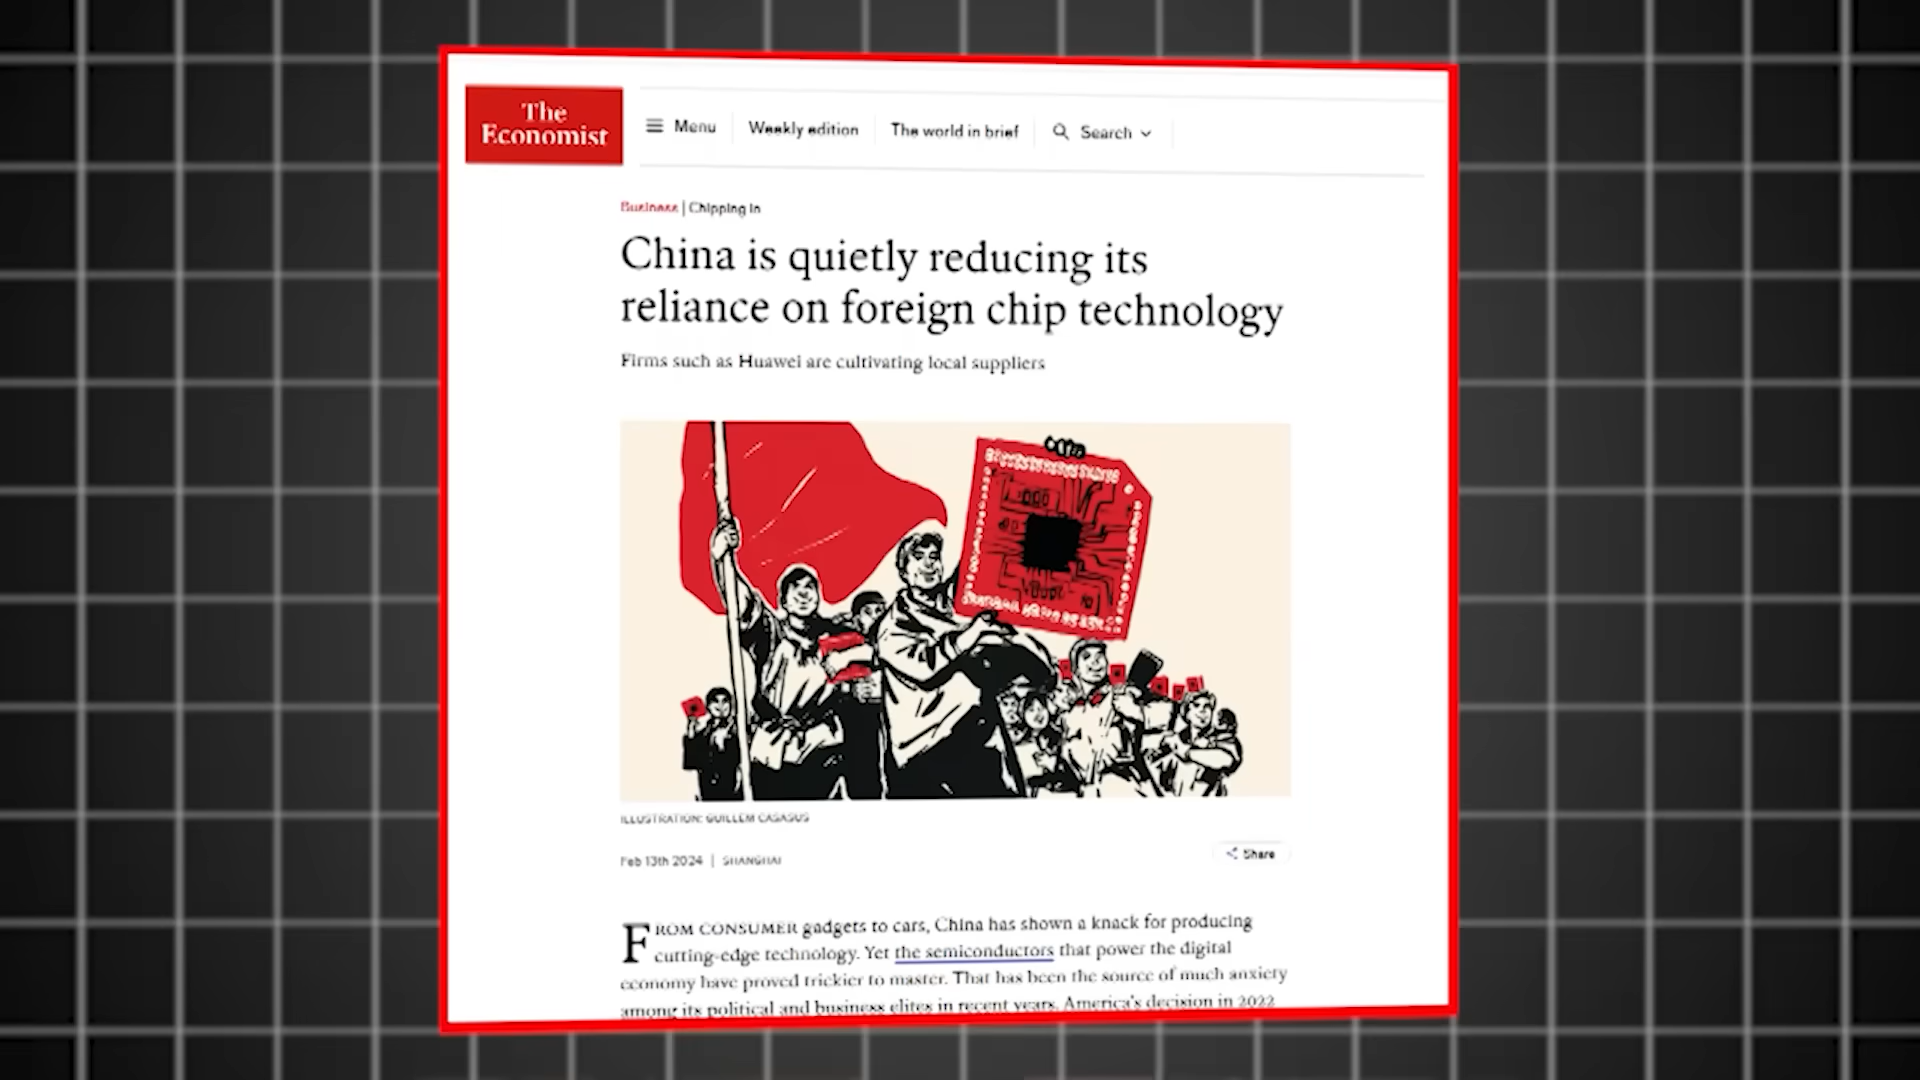 The
Economist
Menu
Weekly edition
The world in brief
Search
Business | Chipping in
China is quietly reducing its
reliance on foreign chip technology
Firms such as Huawei are cultivating local suppliers
ILLUSTRATION: GUILLEM CASASUS
Feb 13th 2024 | SHANGHAI
Share
FROM CONSUMER gadgets to cars, China has shown a knack for producing
cutting-edge technology. Yet the semiconductors that power the digital
economy have proved trickier to master. That has been the source of much anxiety
among its political and business elites in recent years. America's decision in 2022